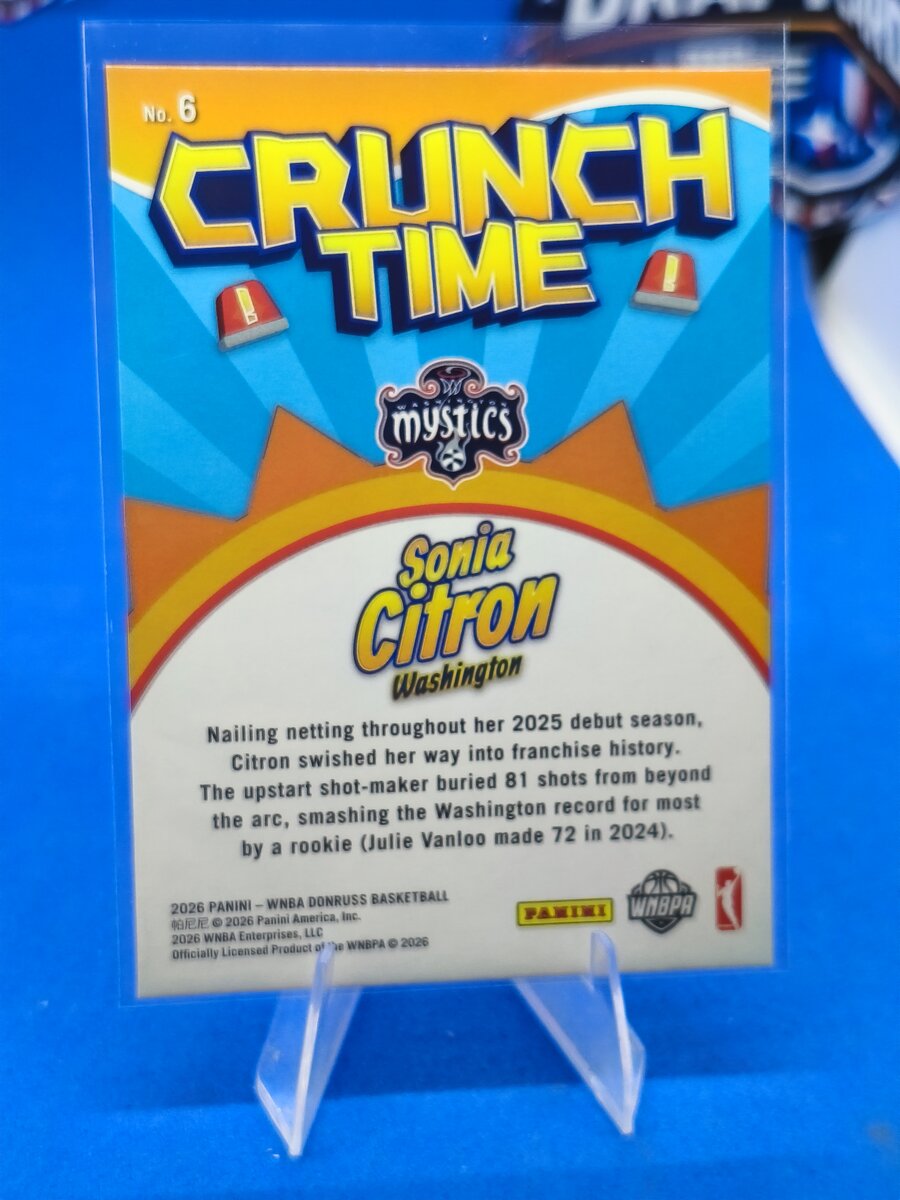 No. 6
CRUNCH
TIME
!
!
WASHINGTON
mystics
Sonia
Citron
Washington
Nailing netting throughout her 2025 debut season,
Citron swished her way into franchise history.
The upstart shot-maker buried 81 shots from beyond
the arc, smashing the Washington record for most
by a rookie (Julie Vanloo made 72 in 2024).
2026 PANINI – WNBA DONRUSS BASKETBALL
帕尼尼 © 2026 Panini America, Inc.
2026 WNBA Enterprises, LLC
Officially Licensed Product of the WNBPA © 2026
PANINI
WNBPA